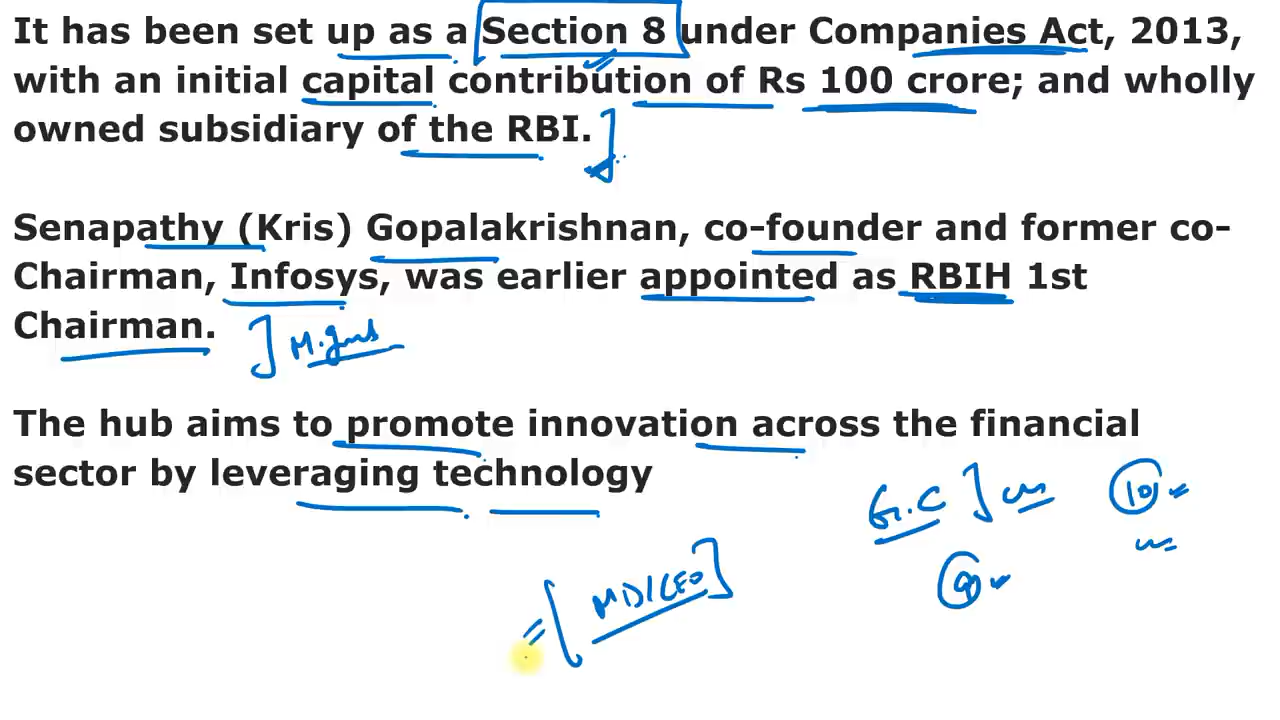 It has been set up as a Section 8 under Companies Act, 2013,
with an initial capital contribution of Rs 100 crore; and wholly
owned subsidiary of the RBI.
Senapathy (Kris) Gopalakrishnan, co-founder and former co-
Chairman, Infosys, was earlier appointed as RBIH 1st
Chairman.
The hub aims to promote innovation across the financial
sector by leveraging technology
MD/CEO